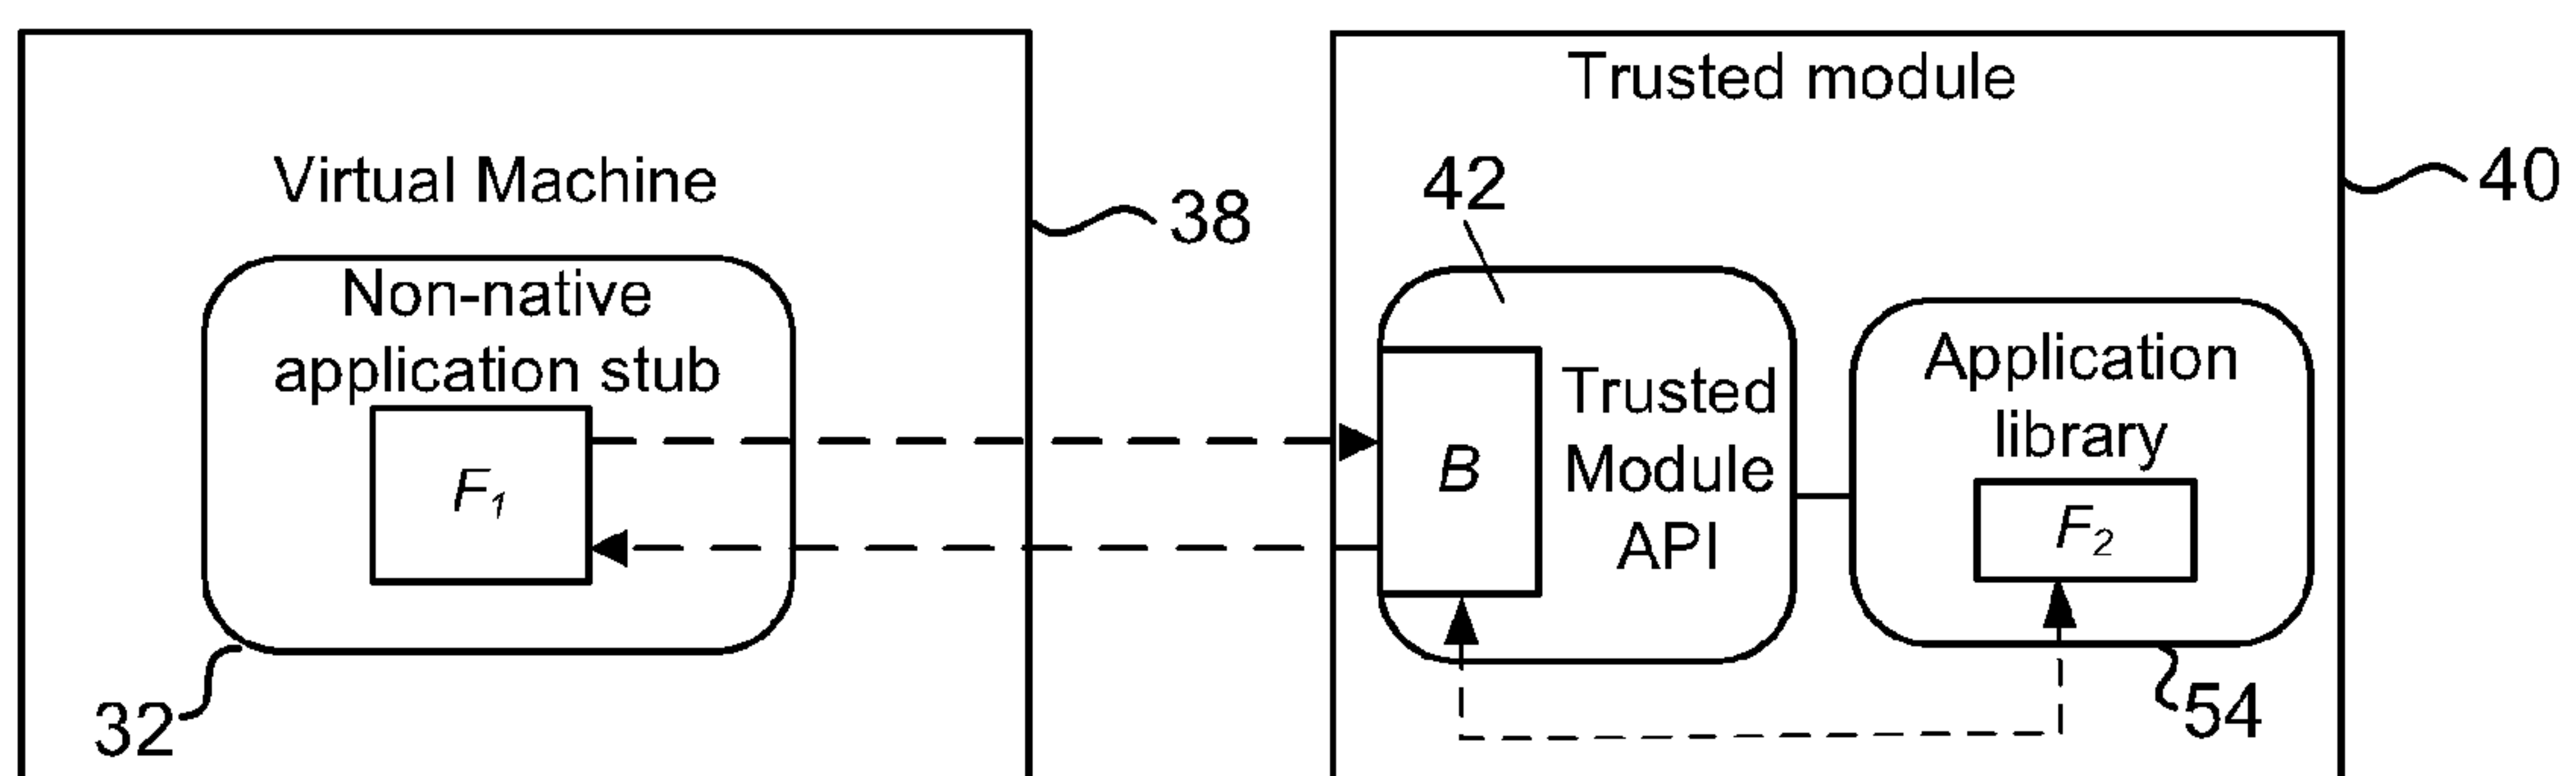 Virtual Machine
38
Non-native
application stub
F1
32
Trusted module
40
42
B
Trusted
Module
API
Application
library
F2
54